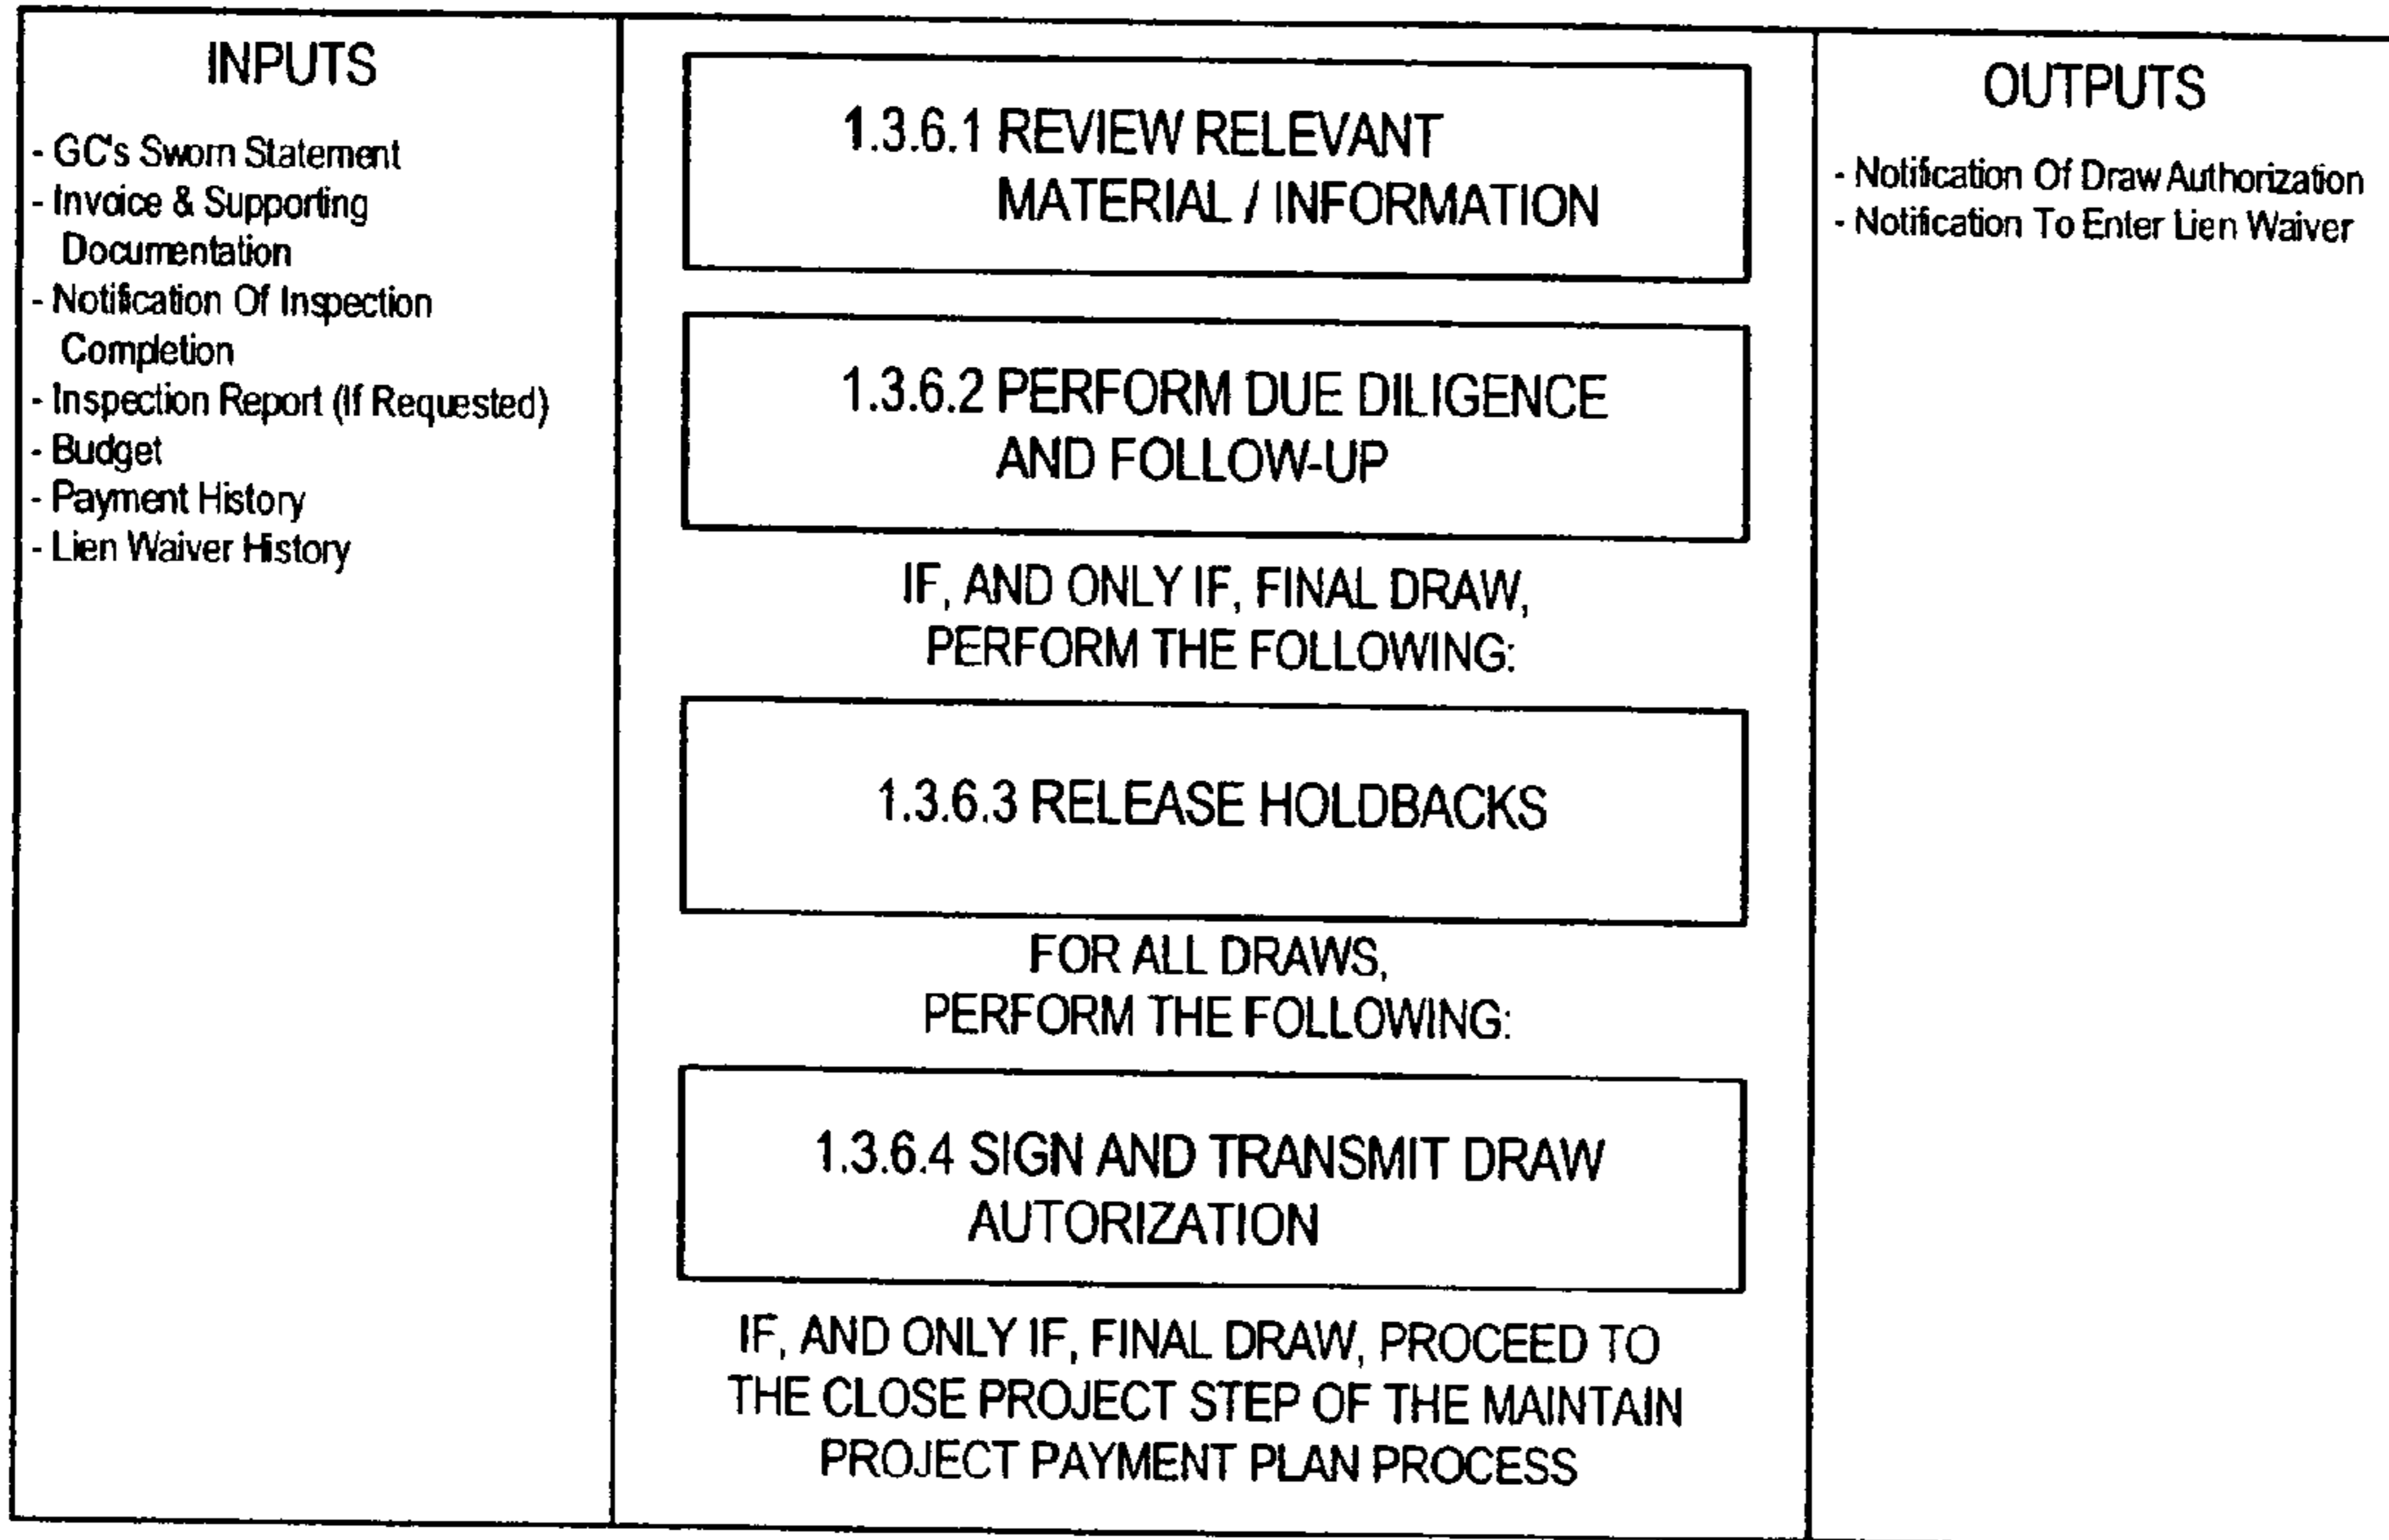 INPUTS
- GC's Sworn Statement
- Invoice & Supporting
Documentation
- Notification Of Inspection
Completion
- Inspection Report (If Requested)
- Budget
- Payment History
- Lien Waiver History
1.3.6.1 REVIEW RELEVANT
MATERIAL / INFORMATION
1.3.6.2 PERFORM DUE DILIGENCE
AND FOLLOW-UP
IF, AND ONLY IF, FINAL DRAW,
PERFORM THE FOLLOWING:
1.3.6.3 RELEASE HOLDBACKS
FOR ALL DRAWS,
PERFORM THE FOLLOWING:
1.3.6.4 SIGN AND TRANSMIT DRAW
AUTORIZATION
IF, AND ONLY IF, FINAL DRAW, PROCEED TO
THE CLOSE PROJECT STEP OF THE MAINTAIN
PROJECT PAYMENT PLAN PROCESS
OUTPUTS
- Notification Of Draw Authorization
- Notification To Enter Lien Waiver